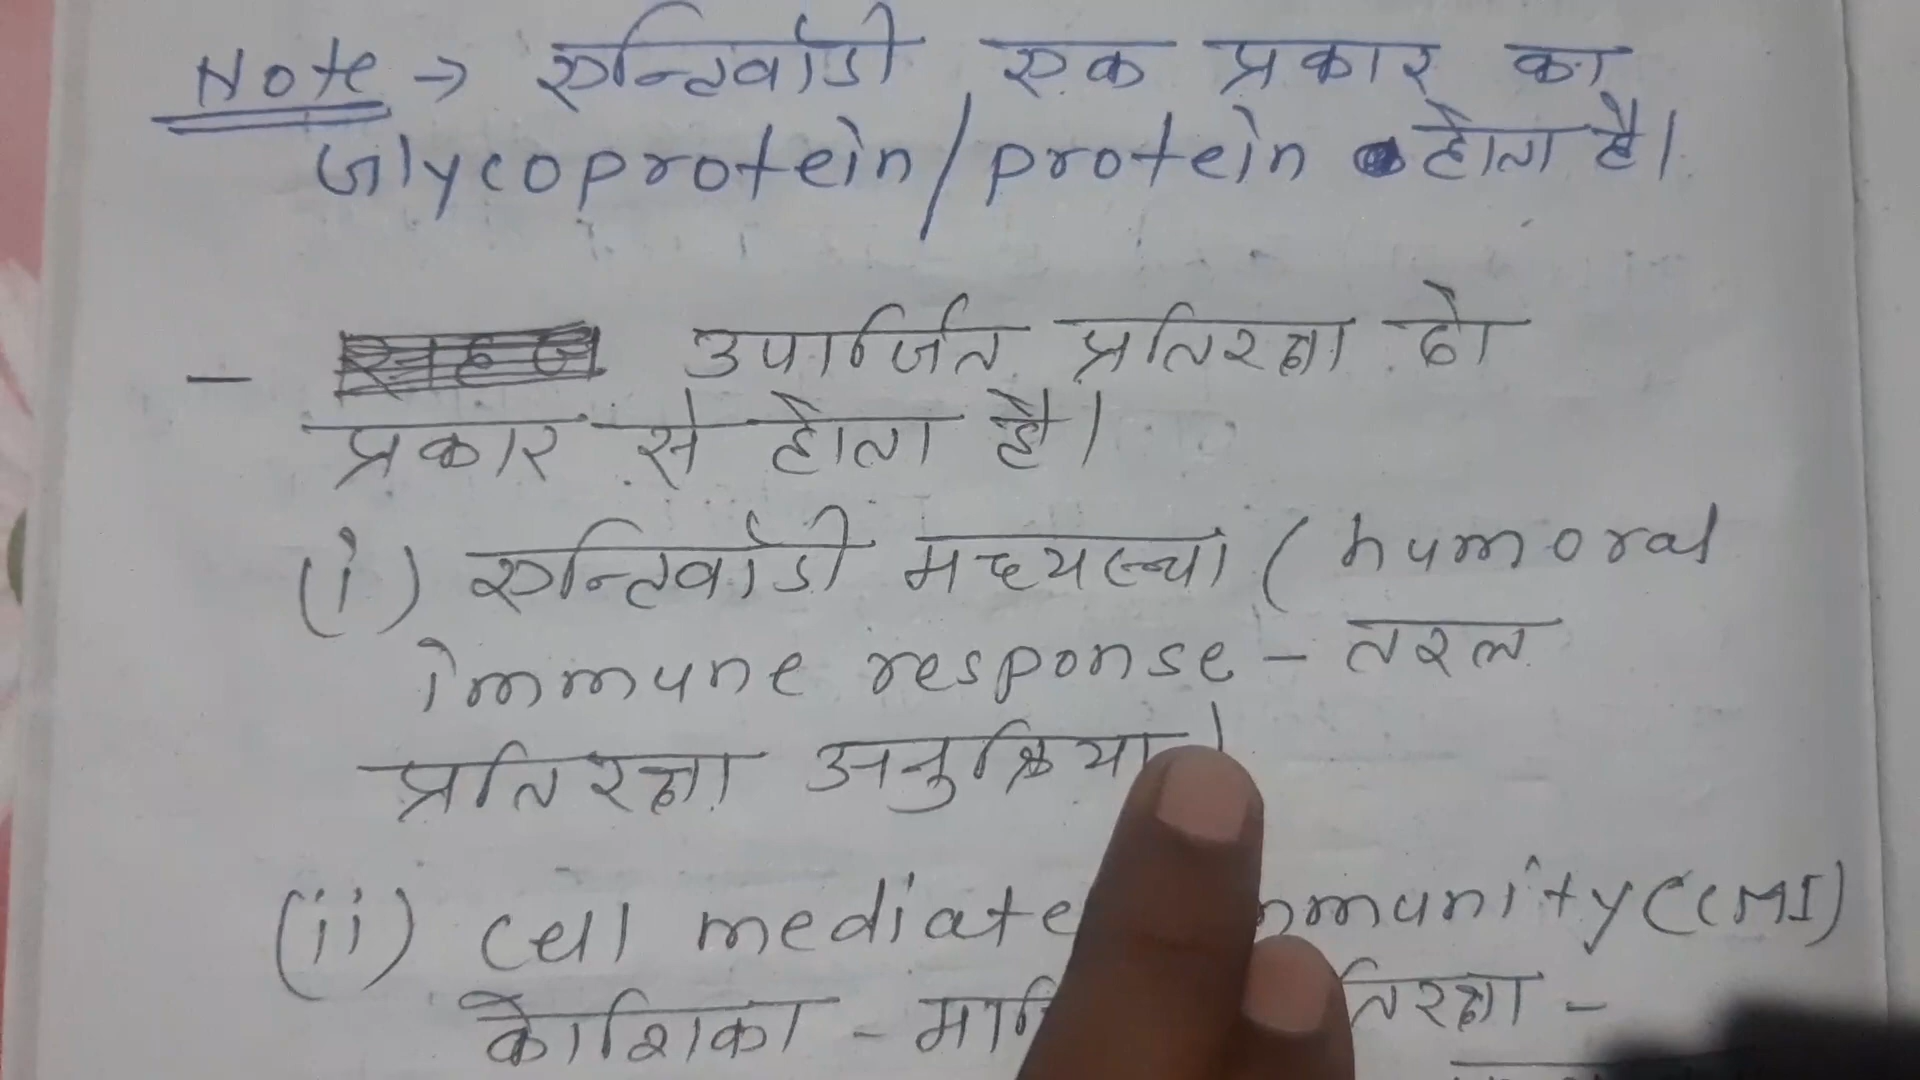 Note → एन्टिवॉडी एक प्रकार का
Glycoprotein/protein होता है।
- उपार्जित प्रतिरक्षा दो
प्रकार से होता है।
(i) एन्टिवॉडी मध्यस्था (humoral
immune response - तरल
प्रतिरक्षा अनुक्रिया)
(ii) Cell mediate mmunity (CMI)
कोशिका - तिरक्षा -